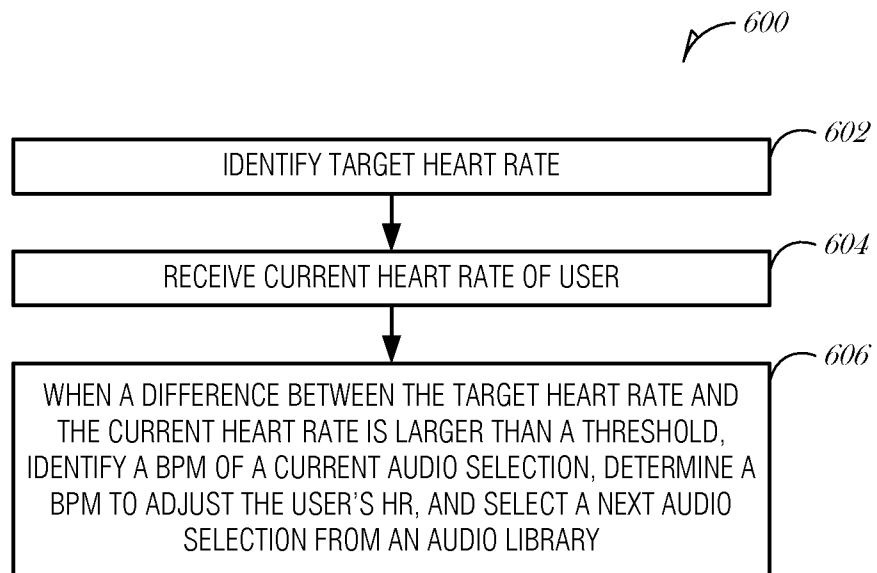 600
602
IDENTIFY TARGET HEART RATE
604
RECEIVE CURRENT HEART RATE OF USER
606
WHEN A DIFFERENCE BETWEEN THE TARGET HEART RATE AND
THE CURRENT HEART RATE IS LARGER THAN A THRESHOLD,
IDENTIFY A BPM OF A CURRENT AUDIO SELECTION, DETERMINE A
BPM TO ADJUST THE USER'S HR, AND SELECT A NEXT AUDIO
SELECTION FROM AN AUDIO LIBRARY